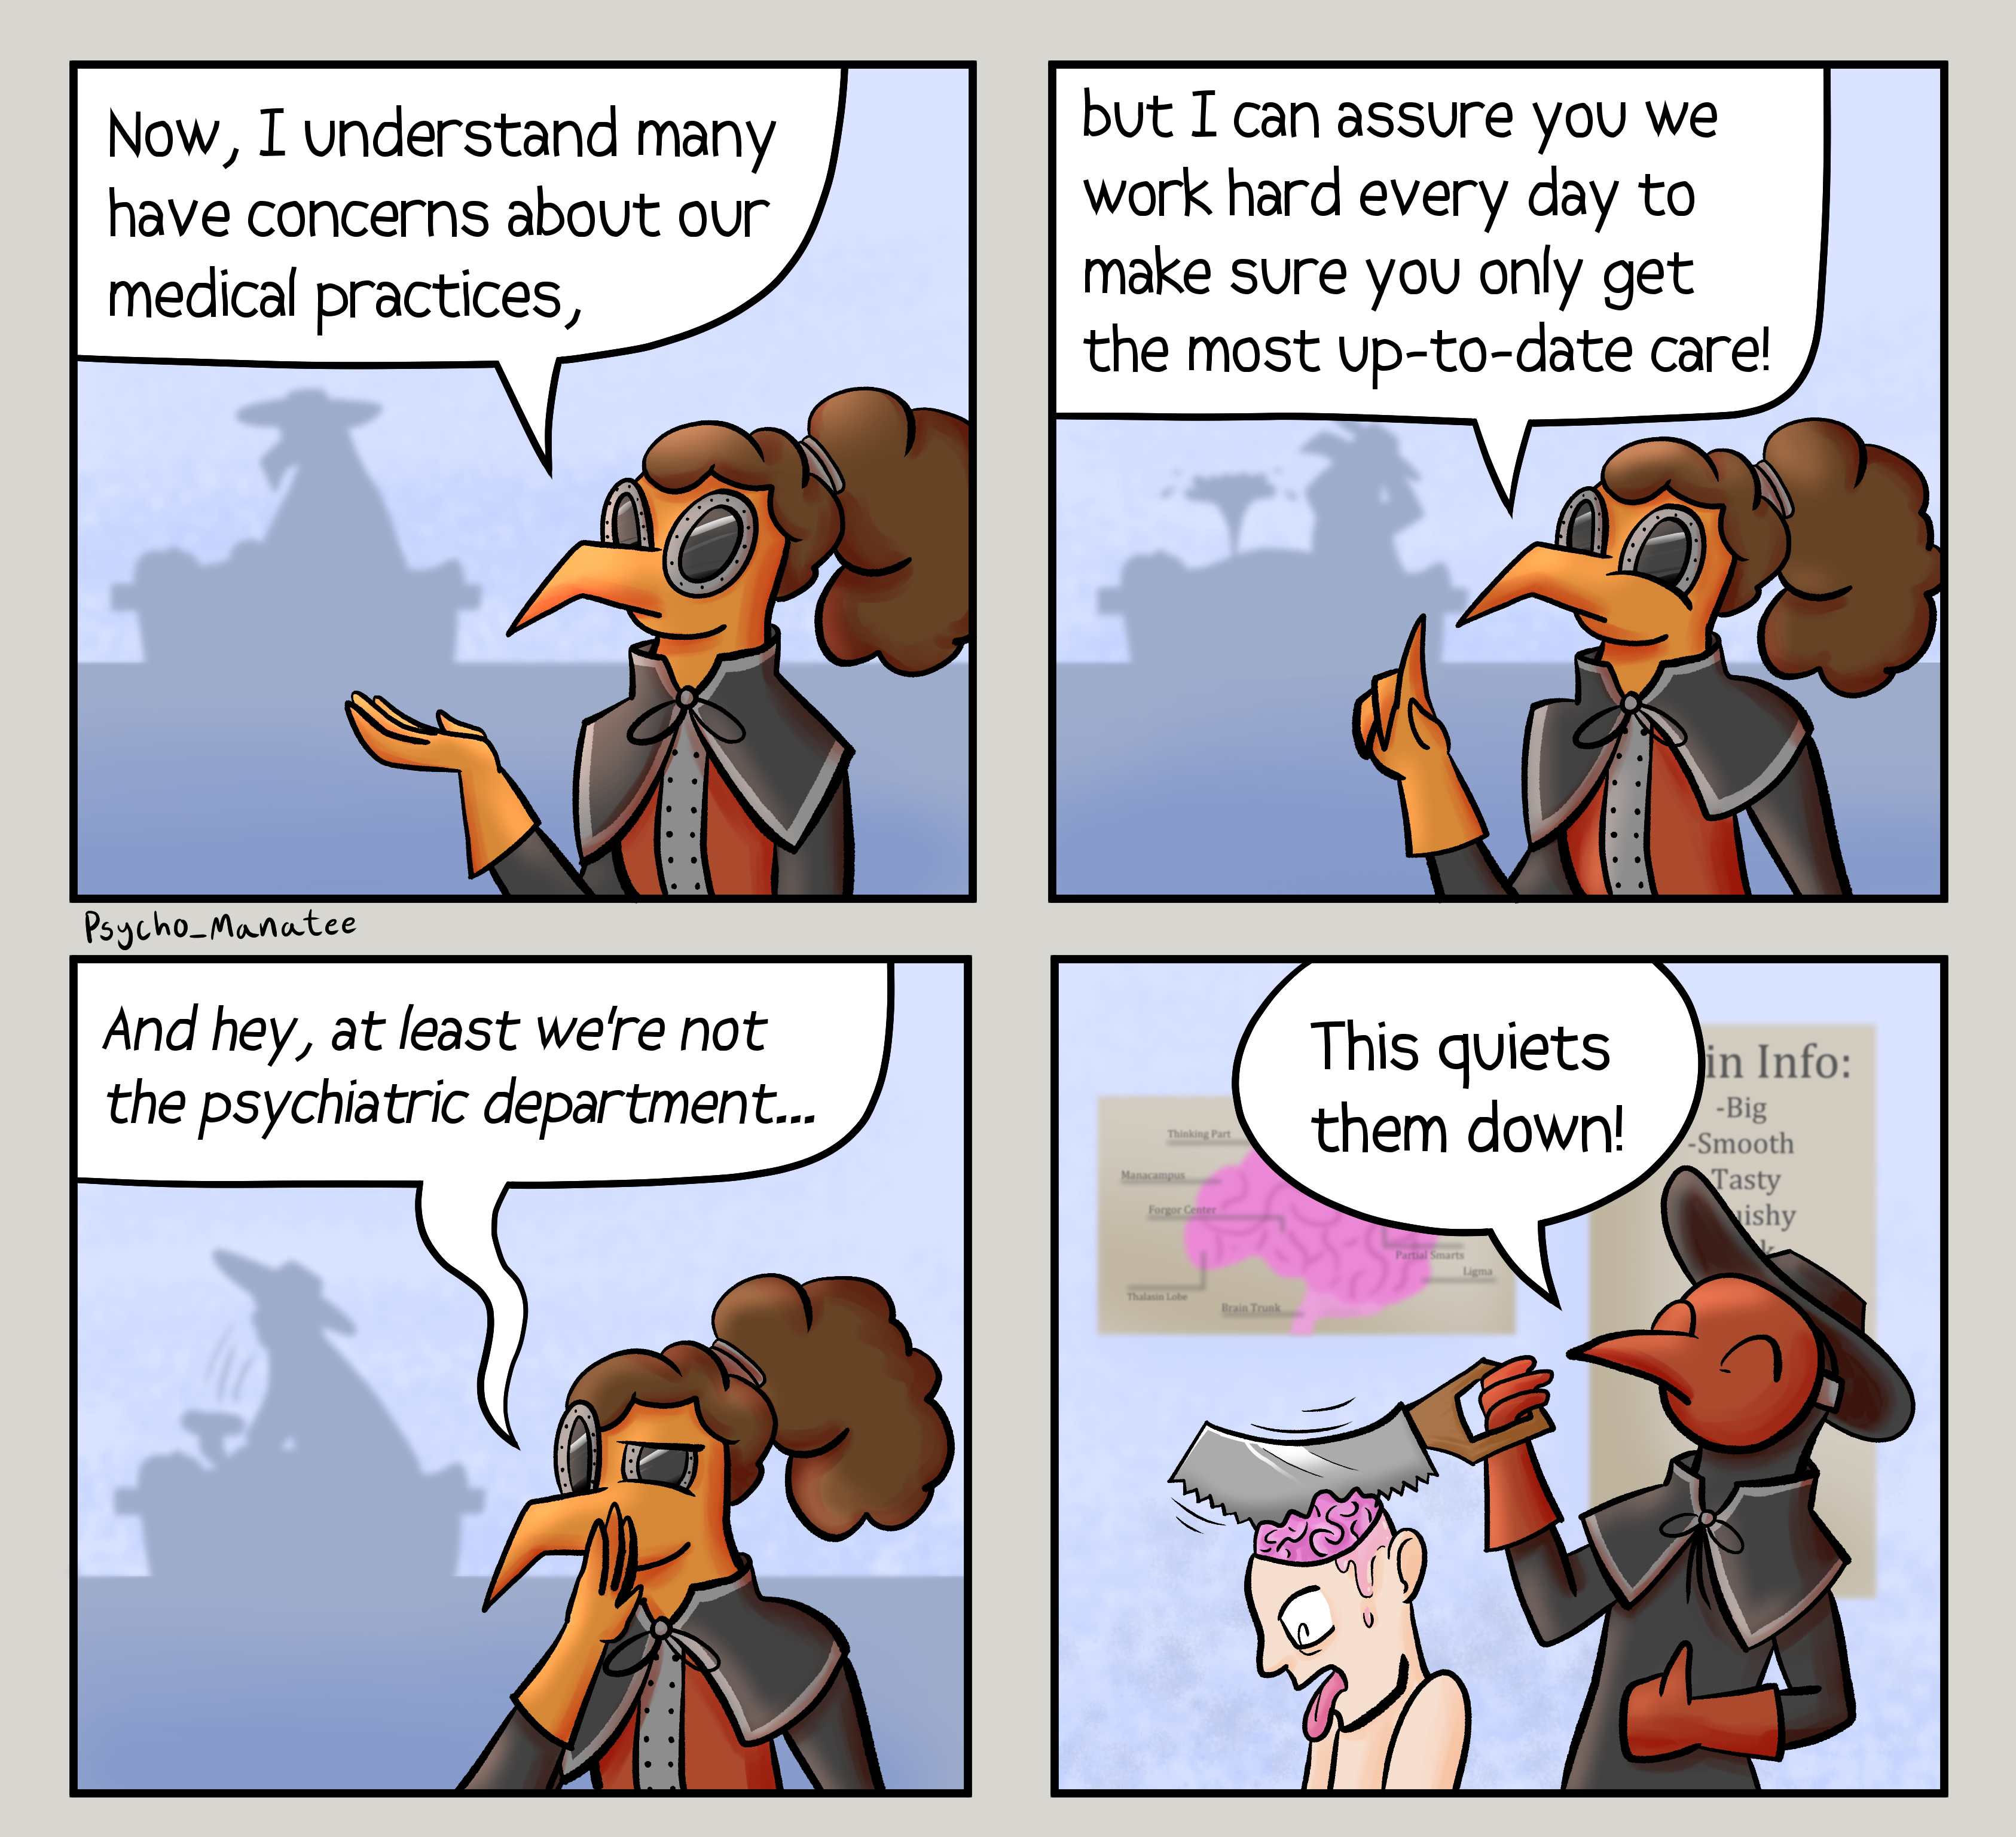 Now, I understand many
have concerns about our
medical practices,
but I can assure you we
work hard every day to
make sure you only get
the most up-to-date care!
Psycho_Manatee
And hey, at least we're not
the psychiatric department...
This quiets
them down!
Thinking Part
Manacampus
Forgor Center
Partial Smarts
Ligma
Thalasin Lobe
Brain Trunk
in Info:
-Big
-Smooth
Tasty
uishy
k